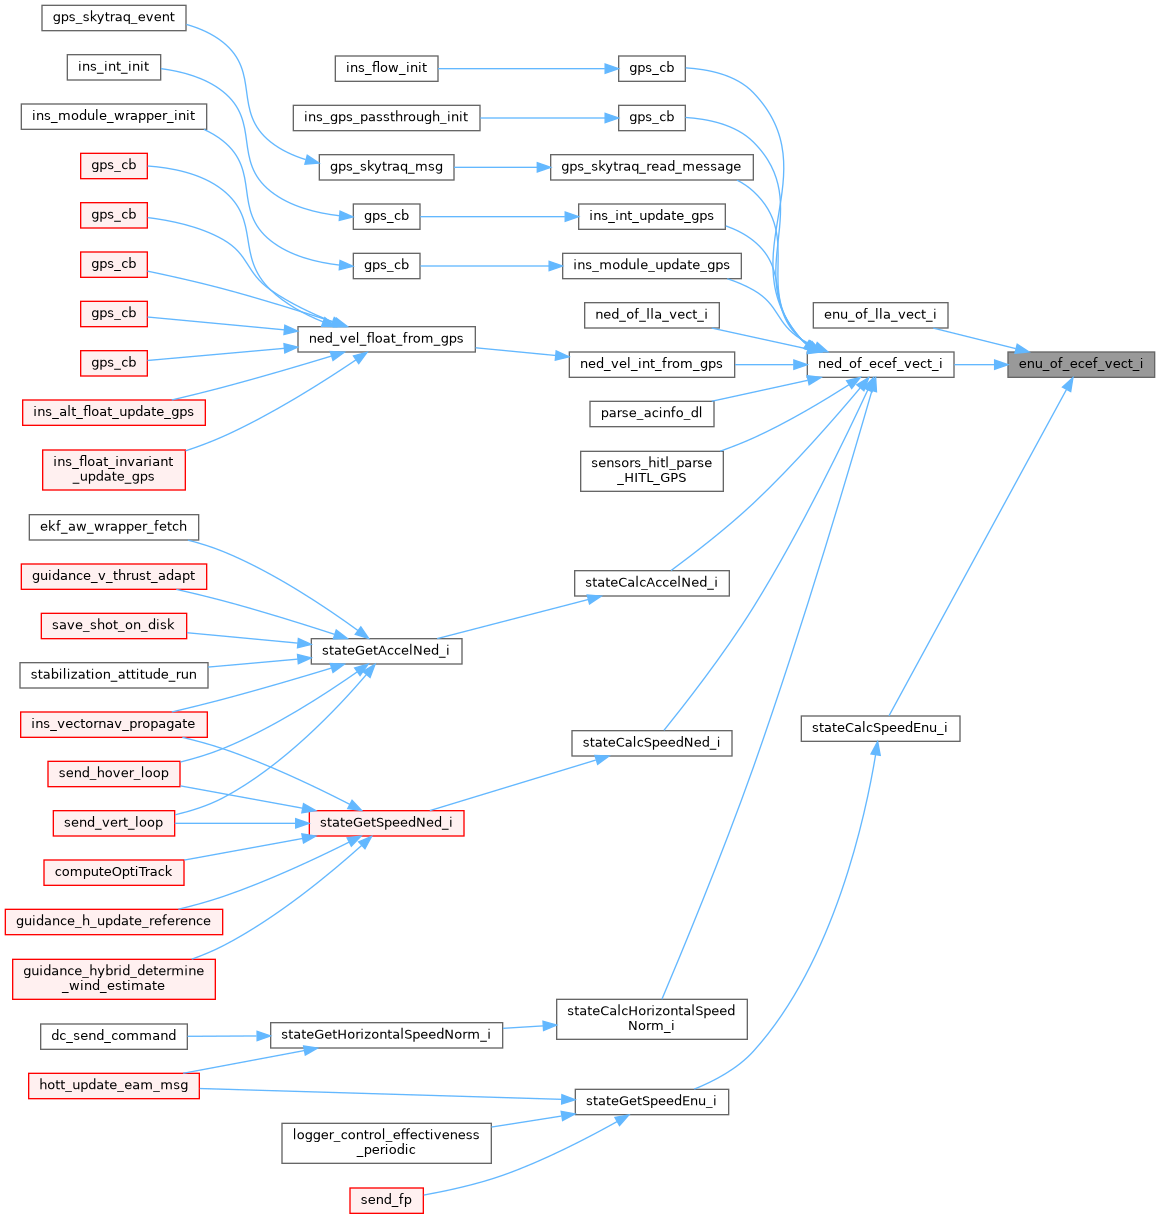 gps_skytraq_event
ins_int_init
ins_flow_init
gps_cb
ins_module_wrapper_init
ins_gps_passthrough_init
gps_cb
gps_cb
gps_skytraq_msg
gps_skytraq_read_message
gps_cb
gps_cb
ins_int_update_gps
gps_cb
gps_cb
ins_module_update_gps
gps_cb
ned_of_lla_vect_i
enu_of_lla_vect_i
ned_vel_float_from_gps
gps_cb
ned_vel_int_from_gps
ned_of_ecef_vect_i
enu_of_ecef_vect_i
ins_alt_float_update_gps
parse_acinfo_dl
ins_float_invariant
_update_gps
sensors_hitl_parse
_HITL_GPS
ekf_aw_wrapper_fetch
guidance_v_thrust_adapt
stateCalcAccelNed_i
save_shot_on_disk
stateGetAccelNed_i
stabilization_attitude_run
ins_vectornav_propagate
stateCalcSpeedEnu_i
stateCalcSpeedNed_i
send_hover_loop
send_vert_loop
stateGetSpeedNed_i
computeOptiTrack
guidance_h_update_reference
guidance_hybrid_determine
_wind_estimate
stateCalcHorizontalSpeed
Norm_i
dc_send_command
stateGetHorizontalSpeedNorm_i
hott_update_eam_msg
stateGetSpeedEnu_i
logger_control_effectiveness
_periodic
send_fp